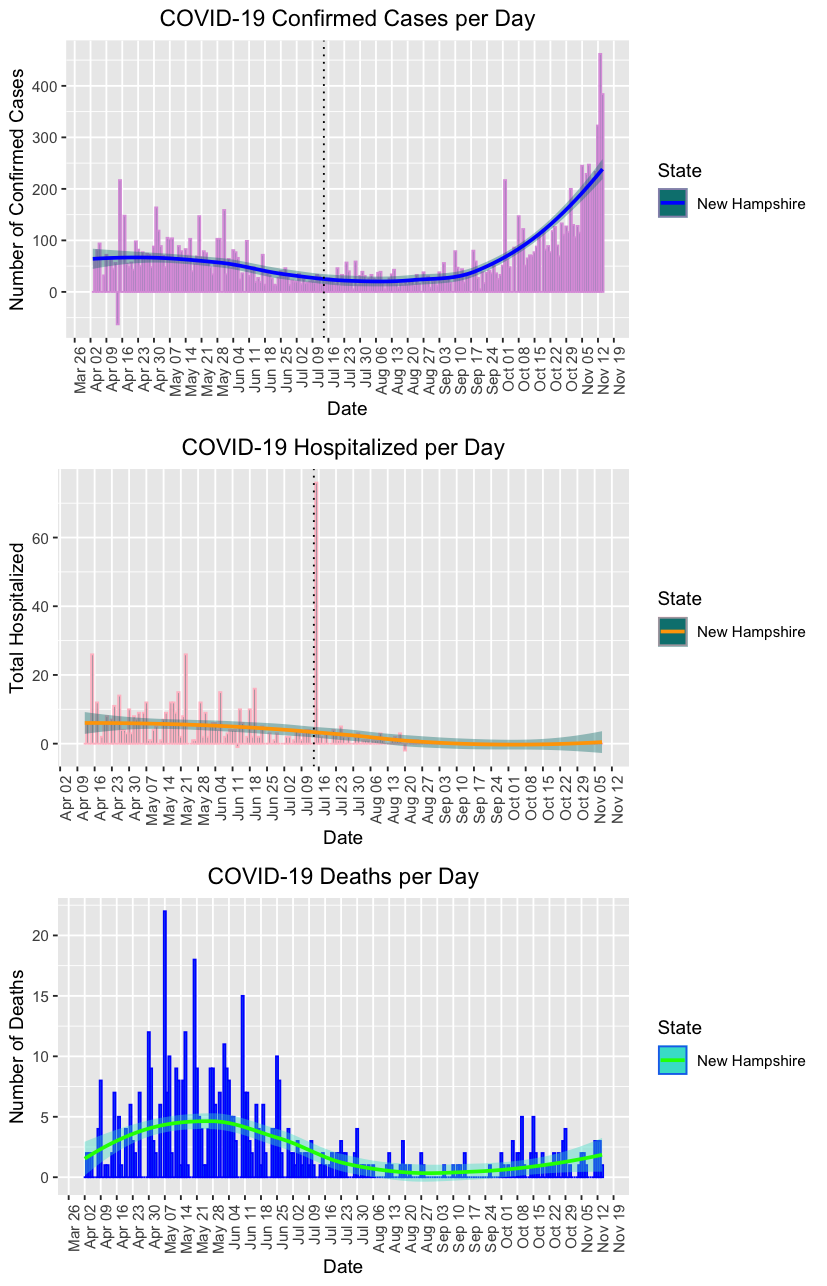 COVID-19 Confirmed Cases per Day
Number of Confirmed Cases
400
300
200
100
0
Mar 26
Apr 02
Apr 09
Apr 16
Apr 23
Apr 30
May 07
May 14
May 21
May 28
Jun 04
Jun 11
Jun 18
Jun 25
Jul 02
Jul 09
Jul 16
Jul 23
Jul 30
Aug 06
Aug 13
Aug 20
Aug 27
Sep 03
Sep 10
Sep 17
Sep 24
Oct 01
Oct 08
Oct 15
Oct 22
Oct 29
Nov 05
Nov 12
Nov 19
Date
State
New Hampshire
COVID-19 Hospitalized per Day
Total Hospitalized
60
40
20
0
Apr 02
Apr 09
Apr 16
Apr 23
Apr 30
May 07
May 14
May 21
May 28
Jun 04
Jun 11
Jun 18
Jun 25
Jul 02
Jul 09
Jul 16
Jul 23
Jul 30
Aug 06
Aug 13
Aug 20
Aug 27
Sep 03
Sep 10
Sep 17
Sep 24
Oct 01
Oct 08
Oct 15
Oct 22
Oct 29
Nov 05
Nov 12
Date
State
New Hampshire
COVID-19 Deaths per Day
Number of Deaths
20
15
10
5
0
Mar 26
Apr 02
Apr 09
Apr 16
Apr 23
Apr 30
May 07
May 14
May 21
May 28
Jun 04
Jun 11
Jun 18
Jun 25
Jul 02
Jul 09
Jul 16
Jul 23
Jul 30
Aug 06
Aug 13
Aug 20
Aug 27
Sep 03
Sep 10
Sep 17
Sep 24
Oct 01
Oct 08
Oct 15
Oct 22
Oct 29
Nov 05
Nov 12
Nov 19
Date
State
New Hampshire